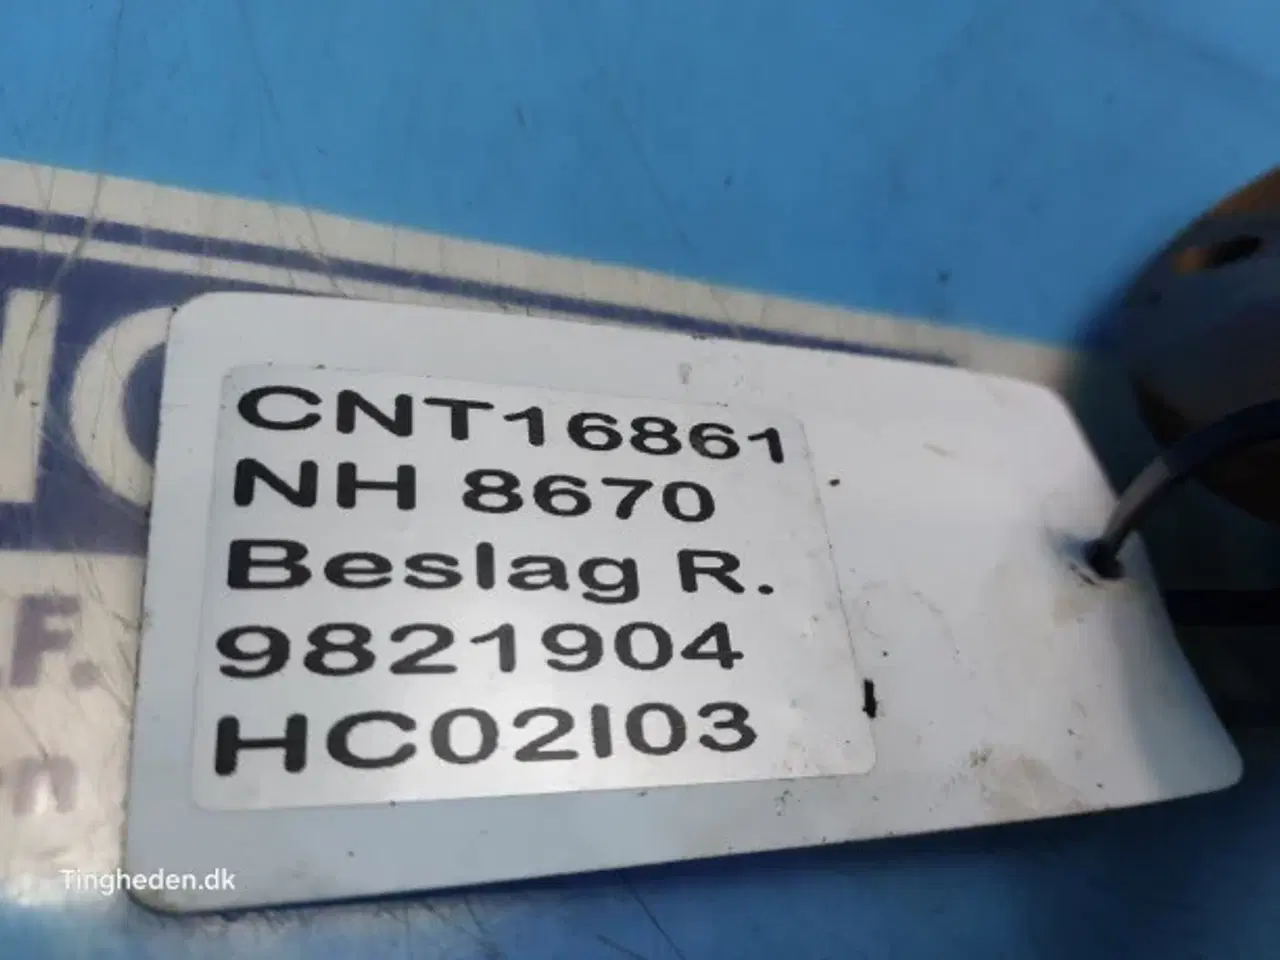 CNT16861
NH 8670
Beslag R.
9821904
HC02I03
.F.
Tingheden.dk